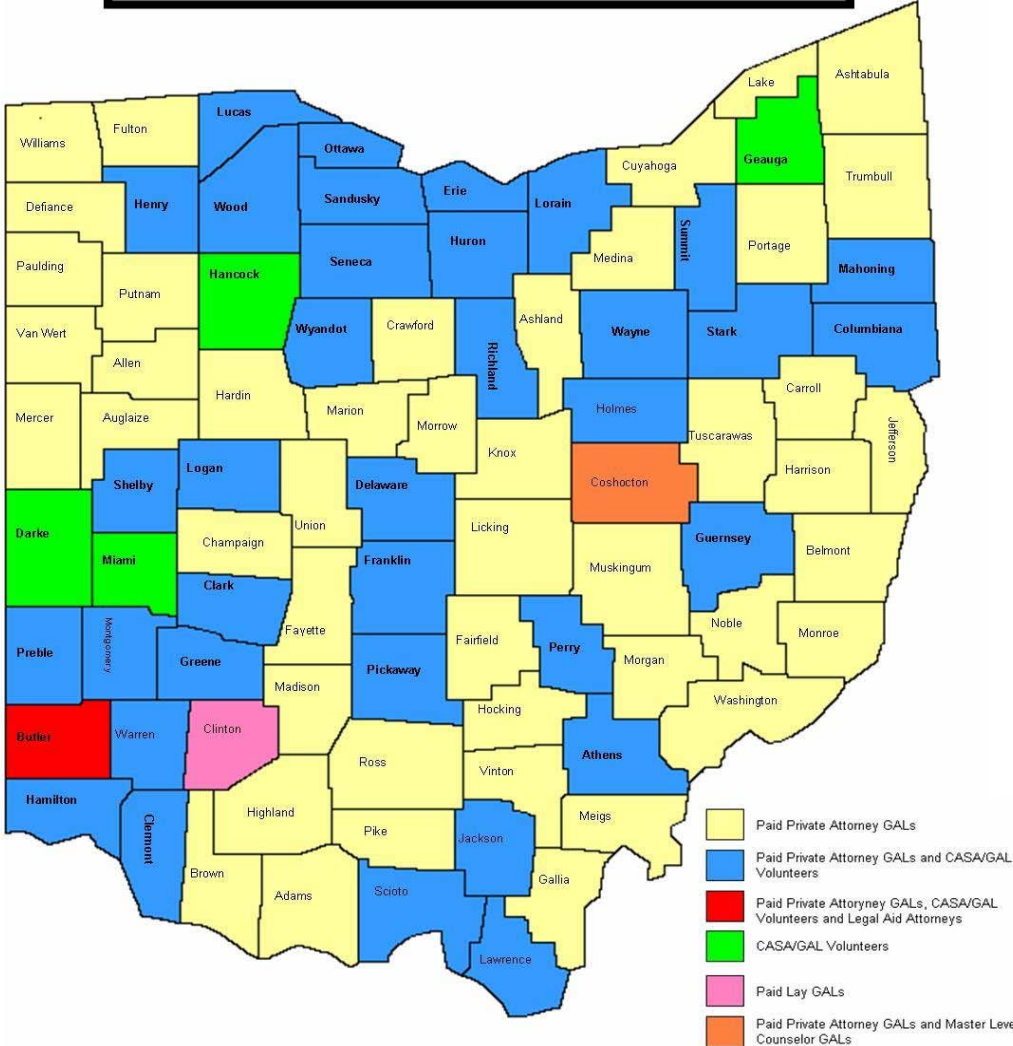 Lake
Ashtabula
Lucas
Fulton
Williams
Ottawa
Geauga
Cuyahoga
Trumbull
Erie
Sandusky
Lorain
Henry
Wood
Defiance
Summit
Huron
Portage
Medina
Seneca
Mahoning
Paulding
Hancock
Putnam
Ashland
Wyandot
Crawford
Columbiana
Wayne
Stark
Van Wert
Richland
Allen
Carroll
Hardin
Holmes
Marion
Mercer
Auglaize
Morrow
Tuscarawas
Jefferson
Knox
Logan
Harrison
Coshocton
Shelby
Delaware
Licking
Union
Darke
Guernsey
Champaign
Belmont
Miami
Franklin
Muskingum
Clark
Noble
Fayette
Monroe
Montgomery
Fairfield
Perry
Preble
Greene
Morgan
Pickaway
Madison
Washington
Hocking
Clinton
Butler
Warren
Athens
Ross
Vinton
Hamilton
Highland
Meigs
Clermont
Pike
Jackson
Brown
Gallia
Scioto
Adams
Lawrence
Paid Private Attorney GALs
Paid Private Attorney GALs and CASA/GAL
Volunteers
Paid Private Attoryney GALs, CASA/GAL
Volunteers and Legal Aid Attorneys
CASA/GAL Volunteers
Paid Lay GALs
Paid Private Attorney GALs and Master Leve
Counselor GALs